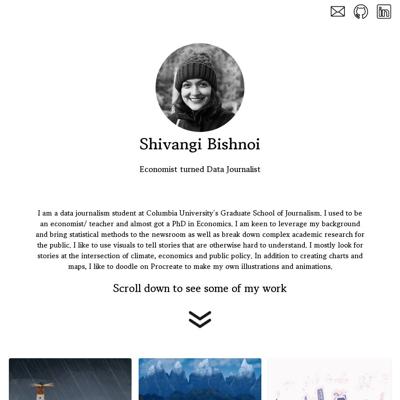 Shivangi Bishnoi
Economist turned Data Journalist
I am a data journalism student at Columbia University's Graduate School of Journalism. I used to be
an economist/ teacher and almost got a PhD in Economics. I am keen to leverage my background
and bring statistical methods to the newsroom as well as break down complex academic research for
the public. I like to use visuals to tell stories that are otherwise hard to understand. I mostly look for
stories at the intersection of climate, economics and public policy. In addition to creating charts and
maps, I like to doodle on Procreate to make my own illustrations and animations.
Scroll down to see some of my work